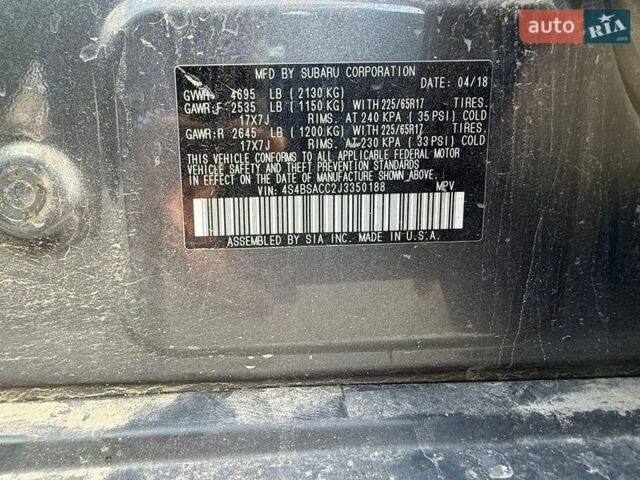 auto RIA.com
MFD BY SUBARU CORPORATION DATE: 04/18
GVWR: 4695 LB (2130 KG)
GAWR:F 2535 LB (1150 KG) WITH 225/65R17 TIRES,
17X7J RIMS, AT 240 KPA (35 PSI) COLD
GAWR:R 2645 LB (1200 KG) WITH 225/65R17 TIRES,
17X7J RIMS, AT 230 KPA (33 PSI) COLD
THIS VEHICLE CONFORMS TO ALL APPLICABLE FEDERAL MOTOR
VEHICLE SAFETY AND THEFT PREVENTION STANDARDS
IN EFFECT ON THE DATE OF MANUFACTURE SHOWN ABOVE.
VIN: 4S4BSACC2J3350188 MPV
ASSEMBLED BY SIA INC. MADE IN U.S.A.